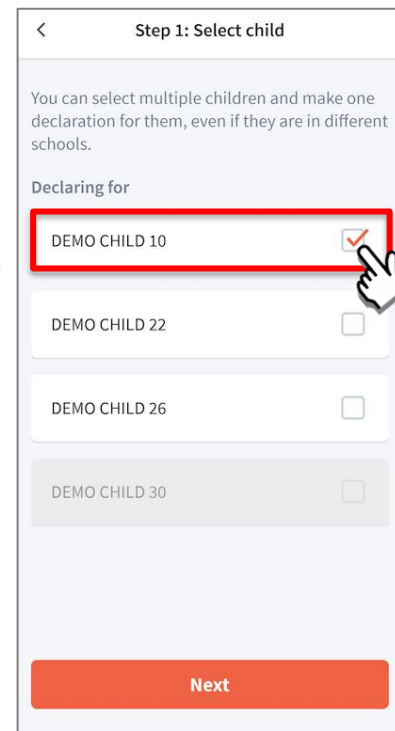 Step 1: Select child
You can select multiple children and make one
declaration for them, even if they are in different
schools.
Declaring for
DEMO CHILD 10
DEMO CHILD 22
DEMO CHILD 26
DEMO CHILD 30
Next